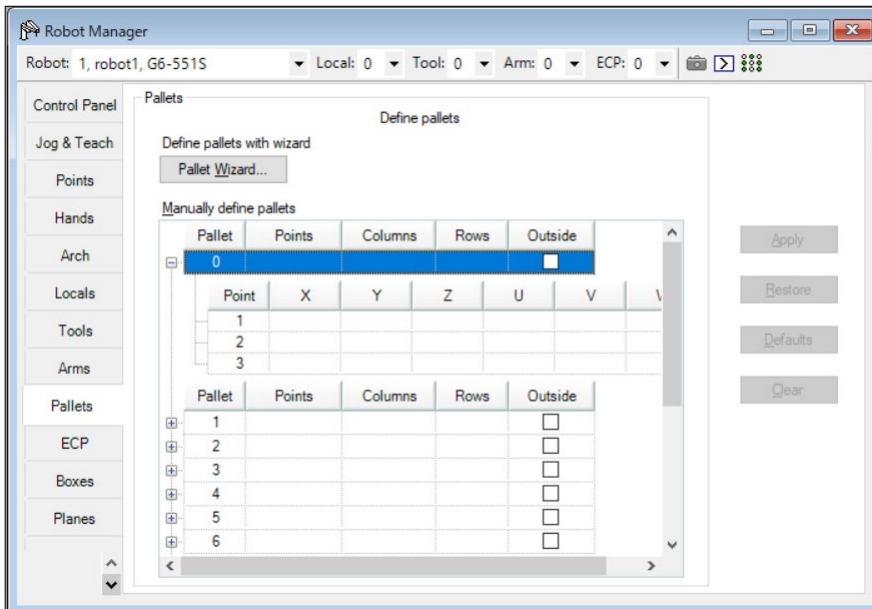 Robot Manager
Robot: 1, robot1, G6-551S Local: 0 Tool: 0 Arm: 0 ECP: 0
Control Panel
Jog & Teach
Points
Hands
Arch
Locals
Tools
Arms
Pallets
ECP
Boxes
Planes
Pallets
Define pallets
Define pallets with wizard
Pallet Wizard...
Manually define pallets
Pallet Points Columns Rows Outside
0
Point X Y Z U V
1
2
3
Pallet Points Columns Rows Outside
1
2
3
4
5
6
Apply
Restore
Defaults
Clear